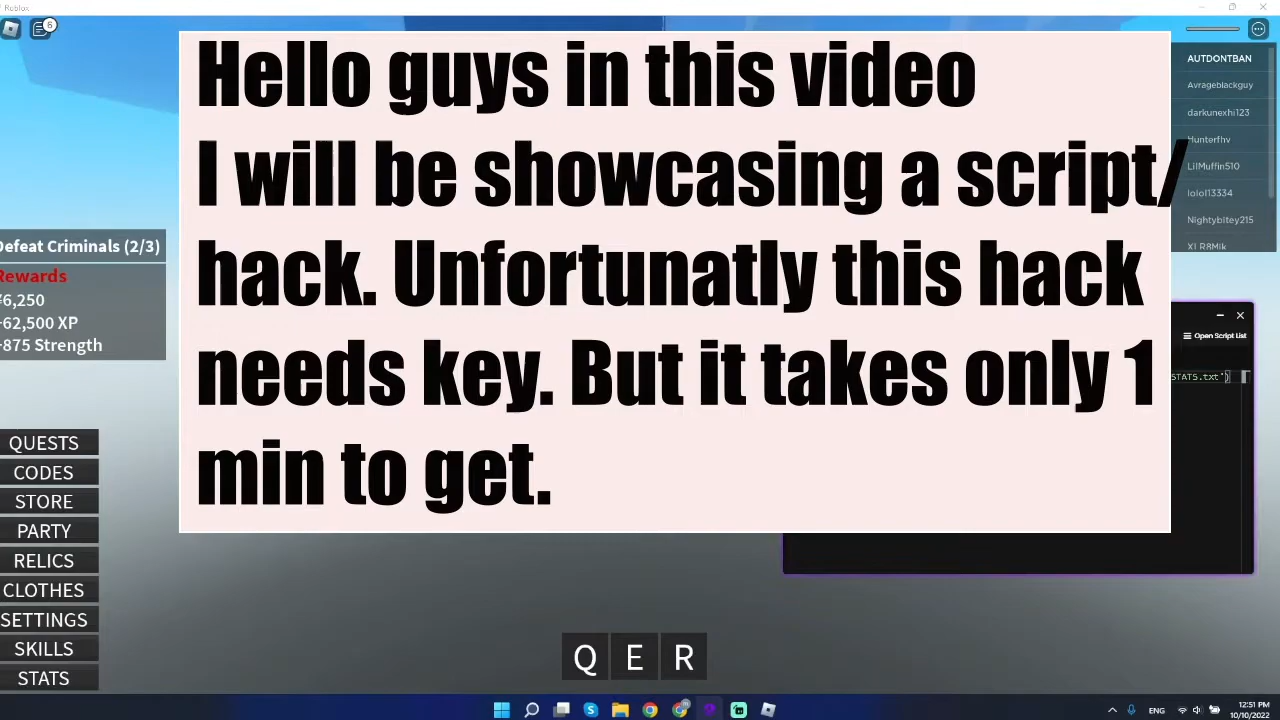 Roblox
6
Hello guys in this video
I will be showcasing a script/
hack. Unfortunatly this hack
needs key. But it takes only 1
min to get.
AUTDONTBAN
Avrageblackguy
darkunexhi123
Hunterfhv
LilMuffin510
lolol13334
Nightybitey215
Defeat Criminals (2/3)
Rewards
¥6,250
+62,500 XP
+875 Strength
Open Script List
STATS.txt")
QUESTS
CODES
STORE
PARTY
RELICS
CLOTHES
SETTINGS
SKILLS
STATS
Q E R
ENG
12:51 PM
10/10/2022